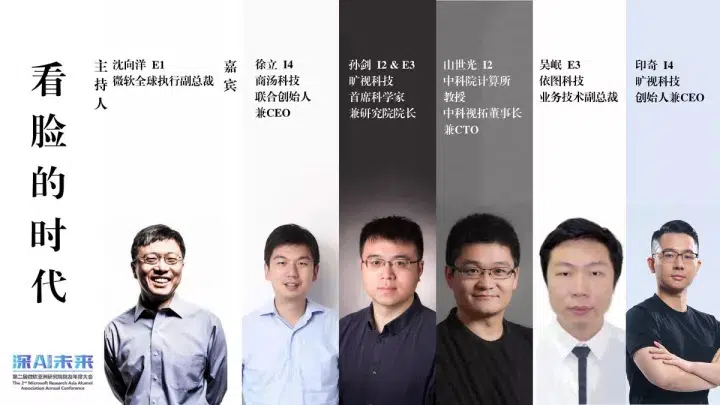 看脸的时代
主持人
沈向洋 E1
微软全球执行副总裁
嘉宾
徐立 I4
商汤科技
联合创始人
兼CEO
孙剑 I2 & E3
旷视科技
首席科学家
兼研究院院长
山世光 I2
中科院计算所
教授
中科视拓董事长
兼CTO
吴岷 E3
依图科技
业务技术副总裁
印奇 I4
旷视科技
创始人兼CEO
深AI未来
第二届微软亚洲研究院院友年度大会
The 2nd Microsoft Research Asia Alumni
Association Annual Conference